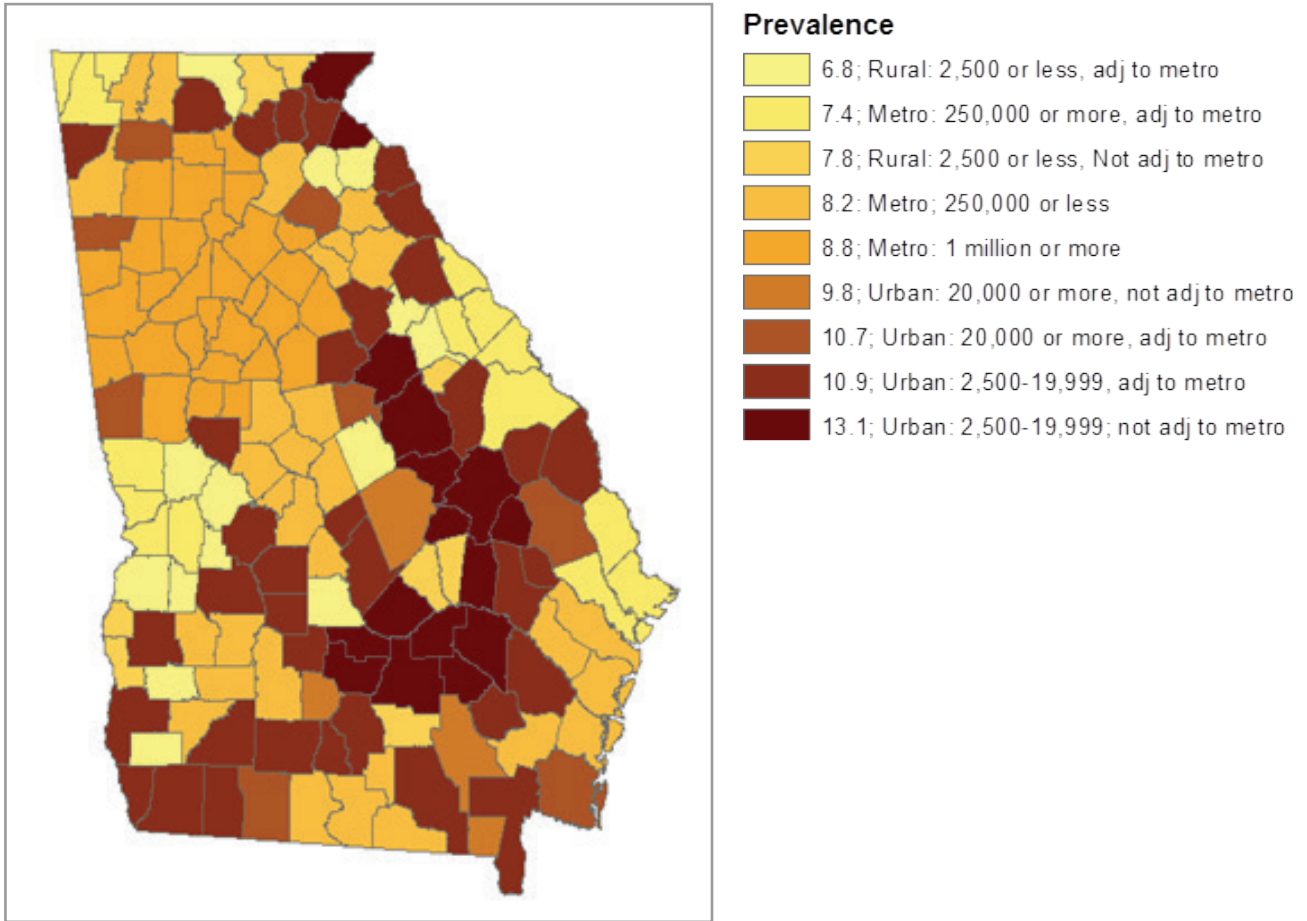 Prevalence
6.8; Rural: 2,500 or less, adj to metro
7.4; Metro: 250,000 or more, adj to metro
7.8; Rural: 2,500 or less, Not adj to metro
8.2; Metro; 250,000 or less
8.8; Metro: 1 million or more
9.8; Urban: 20,000 or more, not adj to metro
10.7; Urban: 20,000 or more, adj to metro
10.9; Urban: 2,500-19,999, adj to metro
13.1; Urban: 2,500-19,999; not adj to metro